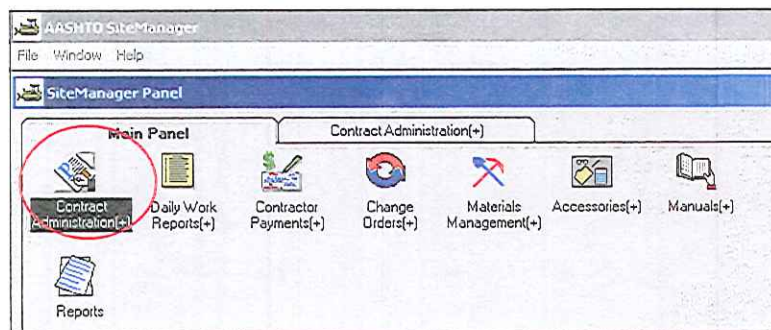 AASHTO SiteManager
File Window Help
SiteManager Panel
Main Panel
Contract Administration(+)
Contract Administration(+)
Daily Work Reports(+)
Contractor Payments(+)
Change Orders(+)
Materials Management(+)
Accessories(+)
Manuals(+)
Reports